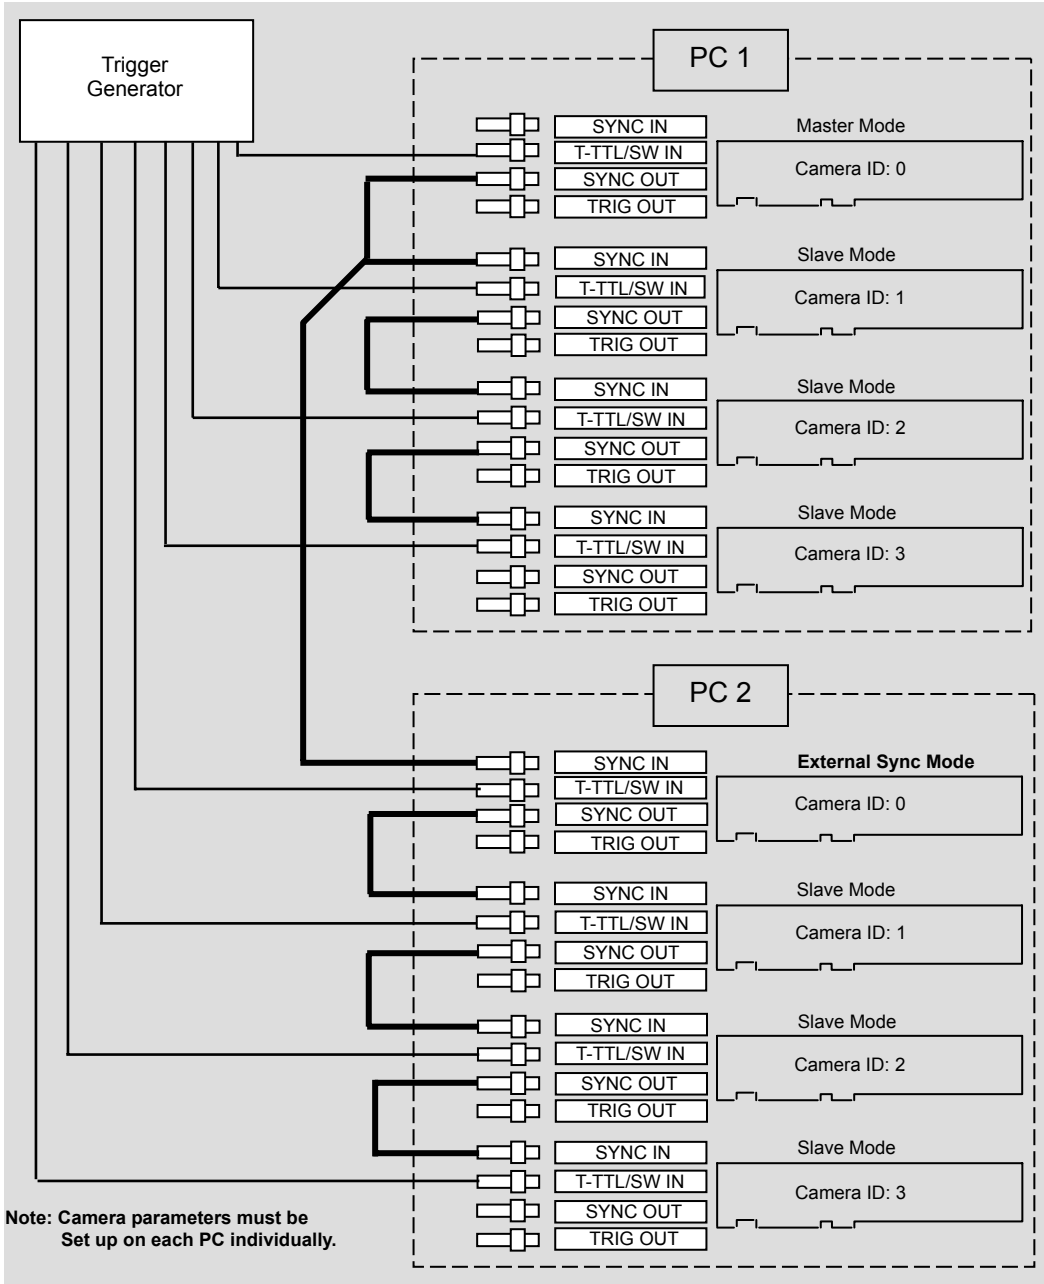 Trigger
Generator
PC 1
SYNC IN
Master Mode
T-TTL/SW IN
Camera ID: 0
SYNC OUT
TRIG OUT
SYNC IN
Slave Mode
T-TTL/SW IN
Camera ID: 1
SYNC OUT
TRIG OUT
SYNC IN
Slave Mode
T-TTL/SW IN
Camera ID: 2
SYNC OUT
TRIG OUT
SYNC IN
Slave Mode
T-TTL/SW IN
Camera ID: 3
SYNC OUT
TRIG OUT
PC 2
SYNC IN
External Sync Mode
T-TTL/SW IN
Camera ID: 0
SYNC OUT
TRIG OUT
SYNC IN
Slave Mode
T-TTL/SW IN
Camera ID: 1
SYNC OUT
TRIG OUT
SYNC IN
Slave Mode
T-TTL/SW IN
Camera ID: 2
SYNC OUT
TRIG OUT
SYNC IN
Slave Mode
T-TTL/SW IN
Camera ID: 3
SYNC OUT
TRIG OUT
Note: Camera parameters must be
Set up on each PC individually.